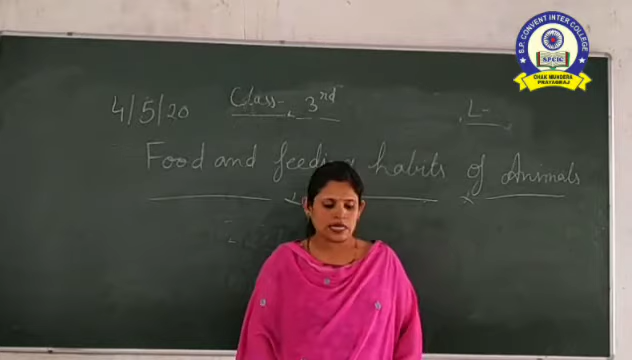 S.P. CONVENT INTER COLLEGE
SPCIC
CHAK MUNDERA
PRAYAGRAJ
4/5/20 Class- 3rd L-
Food and feeding habits of Animals